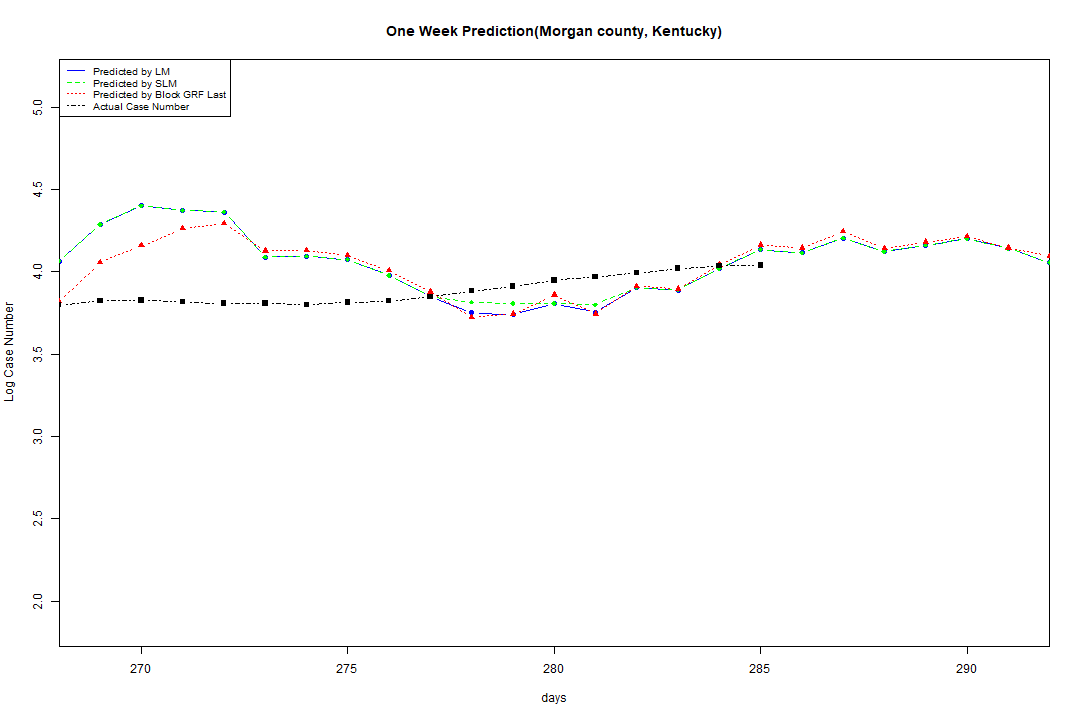 One Week Prediction(Morgan county, Kentucky)
Predicted by LM
Predicted by SLM
Predicted by Block GRF Last
Actual Case Number
5.0
4.5
4.0
3.5
3.0
2.5
2.0
Log Case Number
270 275 280 285 290
days